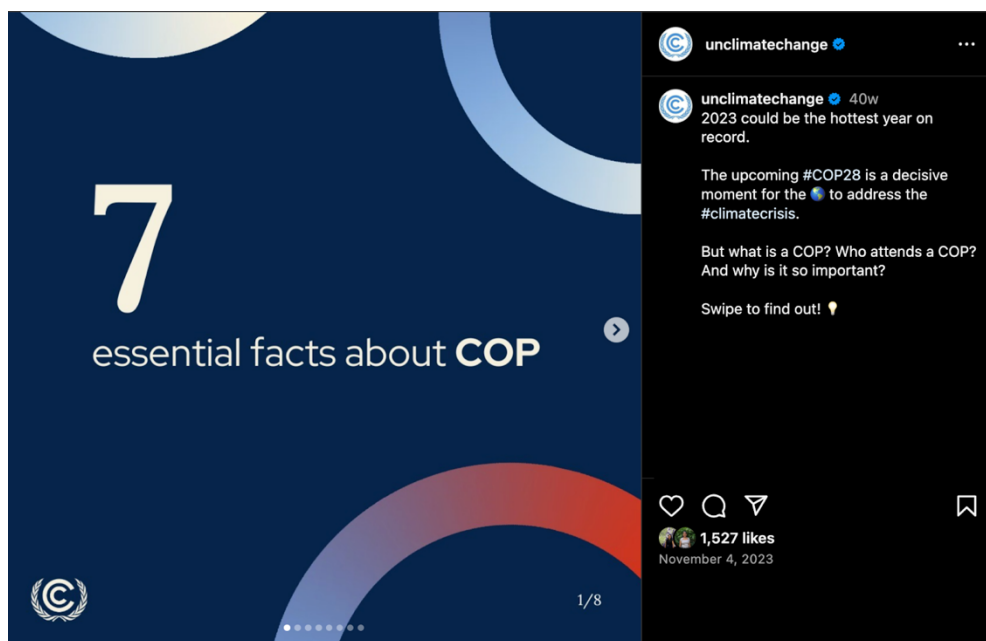 7
essential facts about COP
1/8
unclimatechange
unclimatechange 40w
2023 could be the hottest year on
record.
The upcoming #COP28 is a decisive
moment for the 🌎 to address the
#climatecrisis.
But what is a COP? Who attends a COP?
And why is it so important?
Swipe to find out! 💡
1,527 likes
November 4, 2023